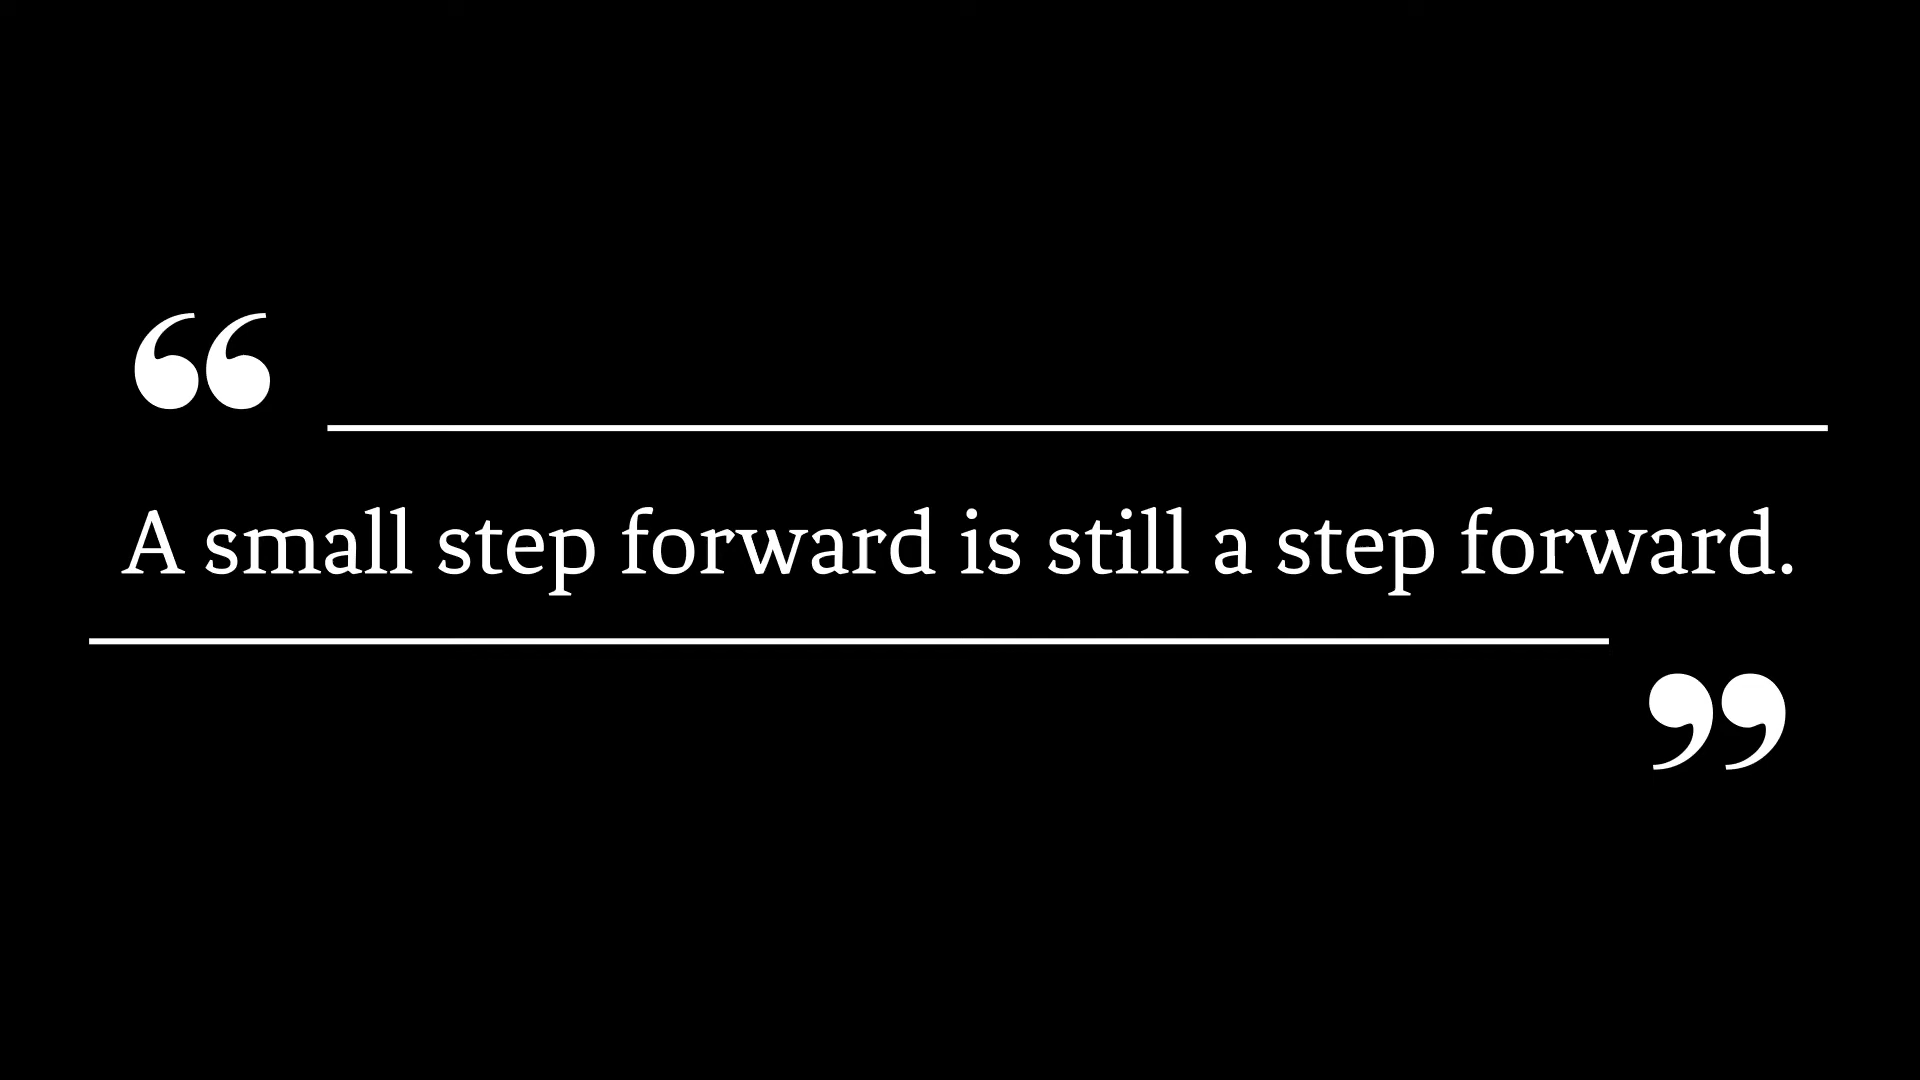 “
A small step forward is still a step forward.
”